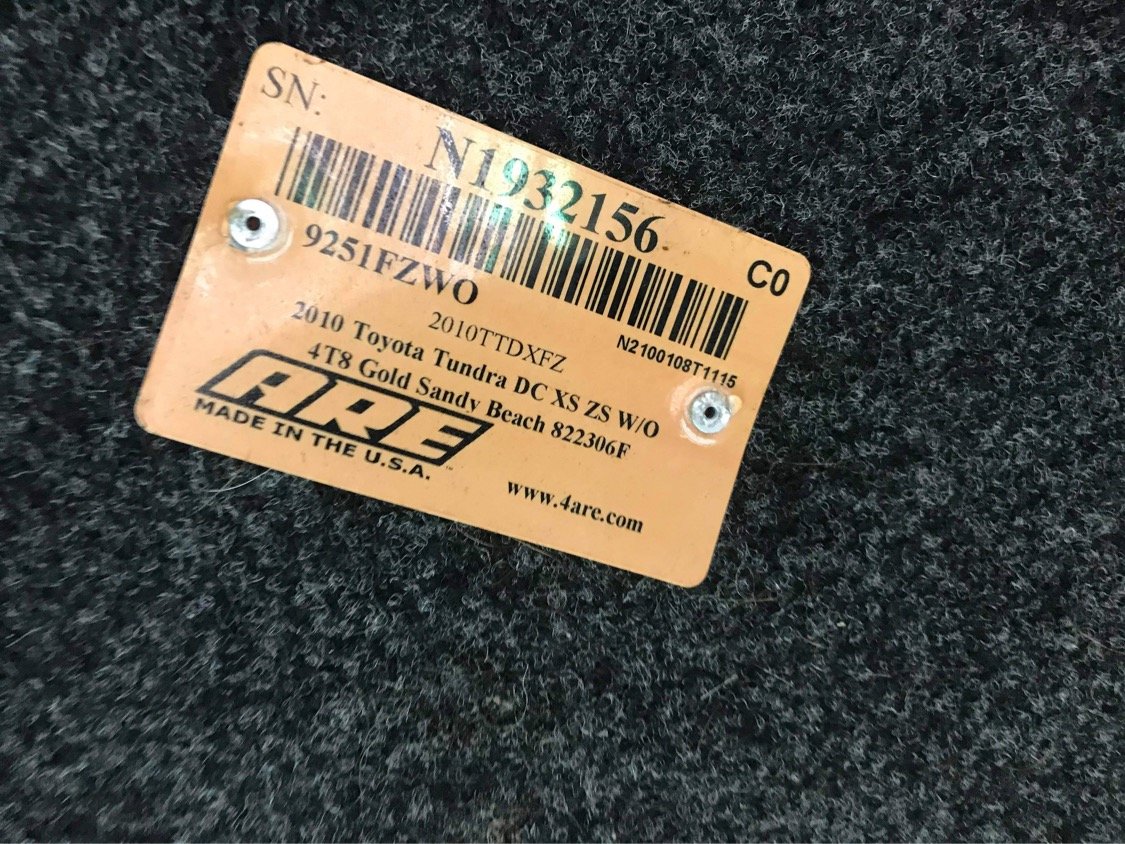 SN:
N1932156
C0
9251FZWO
N2100108T1115
2010TTDXFZ
2010 Toyota Tundra DC XS ZS W/O
4T8 Gold Sandy Beach 822306F
ARE
MADE IN THE U.S.A.
™
www.4are.com